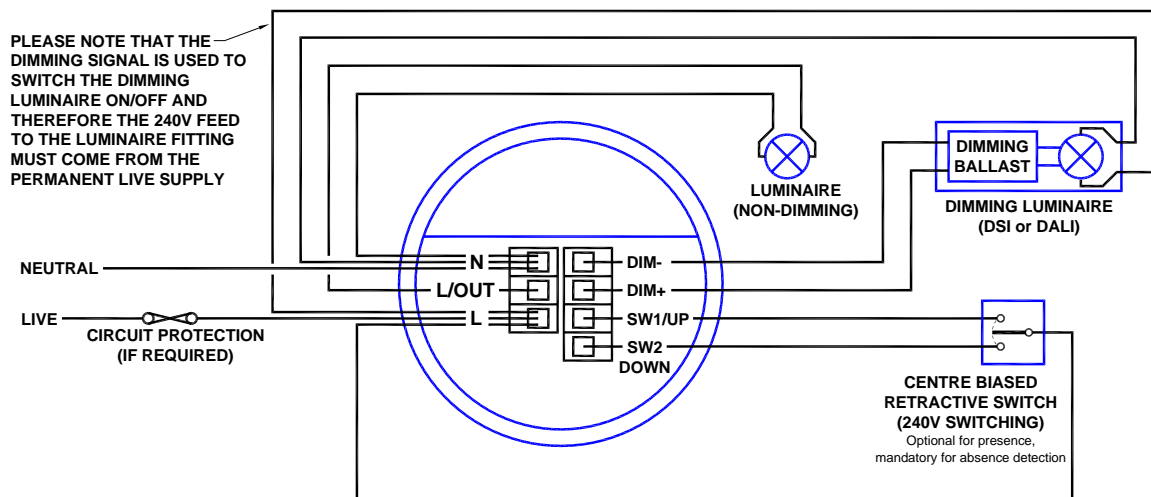 PLEASE NOTE THAT THE
DIMMING SIGNAL IS USED TO
SWITCH THE DIMMING
LUMINAIRE ON/OFF AND
THEREFORE THE 240V FEED
TO THE LUMINAIRE FITTING
MUST COME FROM THE
PERMANENT LIVE SUPPLY
LUMINAIRE
(NON-DIMMING)
DIMMING
BALLAST
DIMMING LUMINAIRE
(DSI or DALI)
NEUTRAL
N
DIM-
L/OUT
DIM+
LIVE
L
SW1/UP
CIRCUIT PROTECTION
(IF REQUIRED)
SW2
DOWN
CENTRE BIASED
RETRACTIVE SWITCH
(240V SWITCHING)
Optional for presence,
mandatory for absence detection